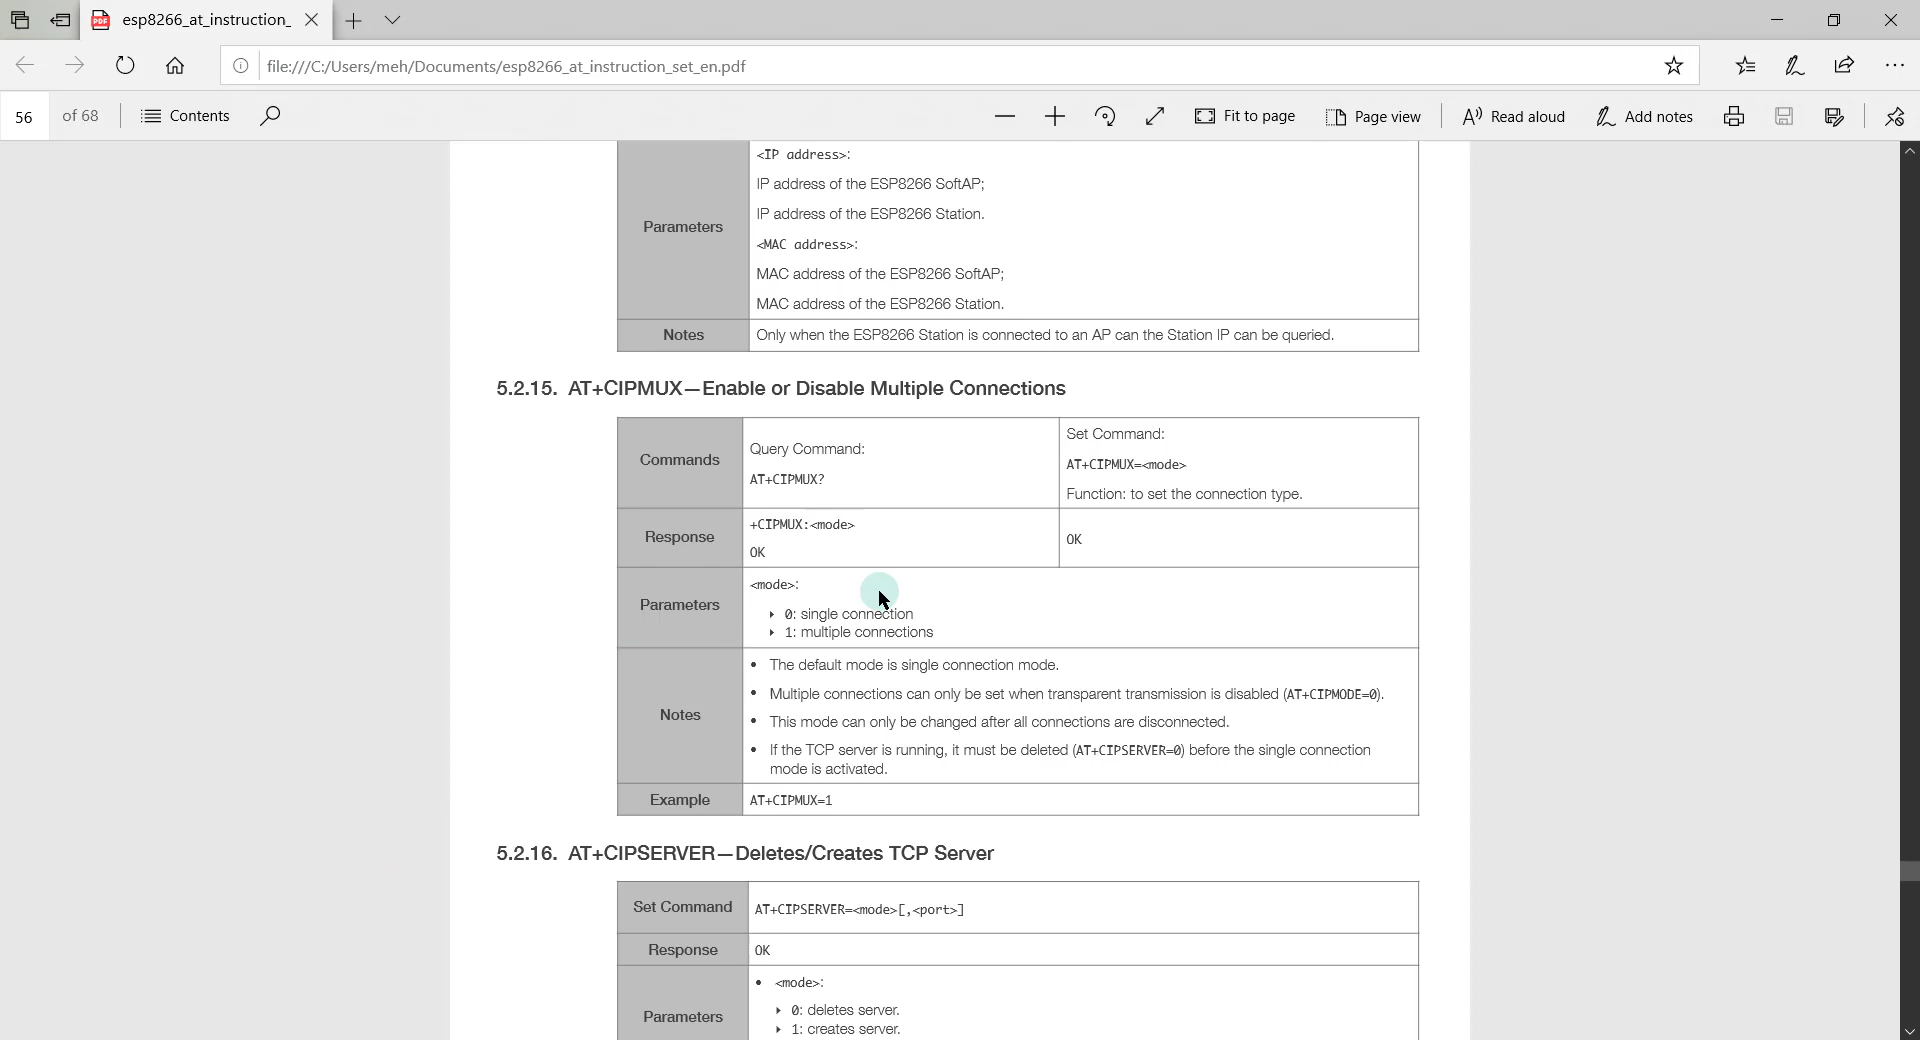 esp8266_at_instruction_
file:///C:/Users/meh/Documents/esp8266_at_instruction_set_en.pdf
56 of 68 Contents Fit to page Page view Read aloud Add notes
<IP address>:
IP address of the ESP8266 SoftAP;
IP address of the ESP8266 Station.
Parameters
<MAC address>:
MAC address of the ESP8266 SoftAP;
MAC address of the ESP8266 Station.
Notes Only when the ESP8266 Station is connected to an AP can the Station IP can be queried.
5.2.15. AT+CIPMUX—Enable or Disable Multiple Connections
Commands
Query Command:
AT+CIPMUX?
Set Command:
AT+CIPMUX=<mode>
Function: to set the connection type.
Response
+CIPMUX:<mode>
OK
OK
Parameters
<mode>:
‣ 0: single connection
‣ 1: multiple connections
Notes
• The default mode is single connection mode.
• Multiple connections can only be set when transparent transmission is disabled (AT+CIPMODE=0).
• This mode can only be changed after all connections are disconnected.
• If the TCP server is running, it must be deleted (AT+CIPSERVER=0) before the single connection
mode is activated.
Example AT+CIPMUX=1
5.2.16. AT+CIPSERVER—Deletes/Creates TCP Server
Set Command AT+CIPSERVER=<mode>[,<port>]
Response OK
Parameters
• <mode>:
‣ 0: deletes server.
‣ 1: creates server.